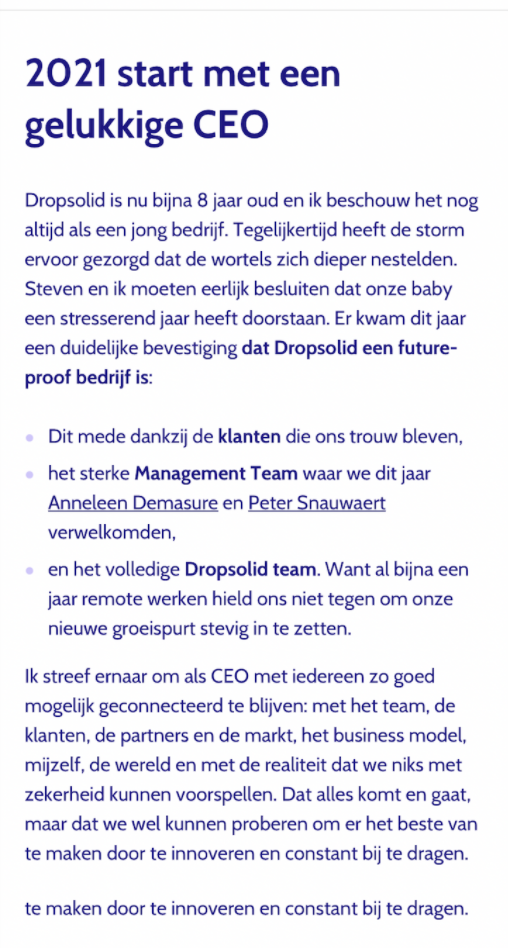 2021 start met een
gelukkige CEO
Dropsolid is nu bijna 8 jaar oud en ik beschouw het nog
altijd als een jong bedrijf. Tegelijkertijd heeft de storm
ervoor gezorgd dat de wortels zich dieper nestelden.
Steven en ik moeten eerlijk besluiten dat onze baby
een stresserend jaar heeft doorstaan. Er kwam dit jaar
een duidelijke bevestiging dat Dropsolid een future-
proof bedrijf is:
Dit mede dankzij de klanten die ons trouw bleven,
het sterke Management Team waar we dit jaar
Anneleen Demasure en Peter Snauwaert
verwelkomden,
en het volledige Dropsolid team. Want al bijna een
jaar remote werken hield ons niet tegen om onze
nieuwe groeispurt stevig in te zetten.
Ik streef ernaar om als CEO met iedereen zo goed
mogelijk geconnecteerd te blijven: met het team, de
klanten, de partners en de markt, het business model,
mijzelf, de wereld en met de realiteit dat we niks met
zekerheid kunnen voorspellen. Dat alles komt en gaat,
maar dat we wel kunnen proberen om er het beste van
te maken door te innoveren en constant bij te dragen.
te maken door te innoveren en constant bij te dragen.